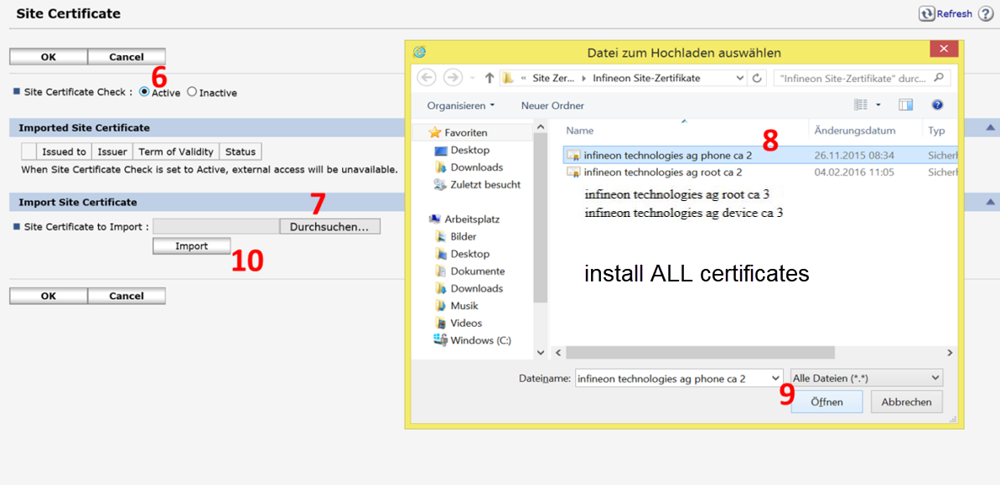 Site Certificate
Refresh
OK Cancel
6
Site Certificate Check : Active Inactive
Imported Site Certificate
Issued to Issuer Term of Validity Status
When Site Certificate Check is set to Active, external access will be unavailable.
Import Site Certificate
7
Site Certificate to Import : Durchsuchen...
Import
10
OK Cancel
Datei zum Hochladen auswählen
« Site Zer... Infineon Site-Zertifikate "Infineon Site-Zertifikate" durc...
Organisieren Neuer Ordner
Name Änderungsdatum Typ
8
Favoriten
Desktop
Downloads
Zuletzt besucht
Arbeitsplatz
Bilder
Desktop
Dokumente
Downloads
Musik
Videos
Windows (C:)
infineon technologies ag phone ca 2 26.11.2015 08:34 Sicherh
infineon technologies ag root ca 2 04.02.2016 11:05 Sicherh
infineon technologies ag root ca 3
infineon technologies ag device ca 3
install ALL certificates
Dateiname: infineon technologies ag phone ca 2 Alle Dateien (*.*)
9
Öffnen Abbrechen